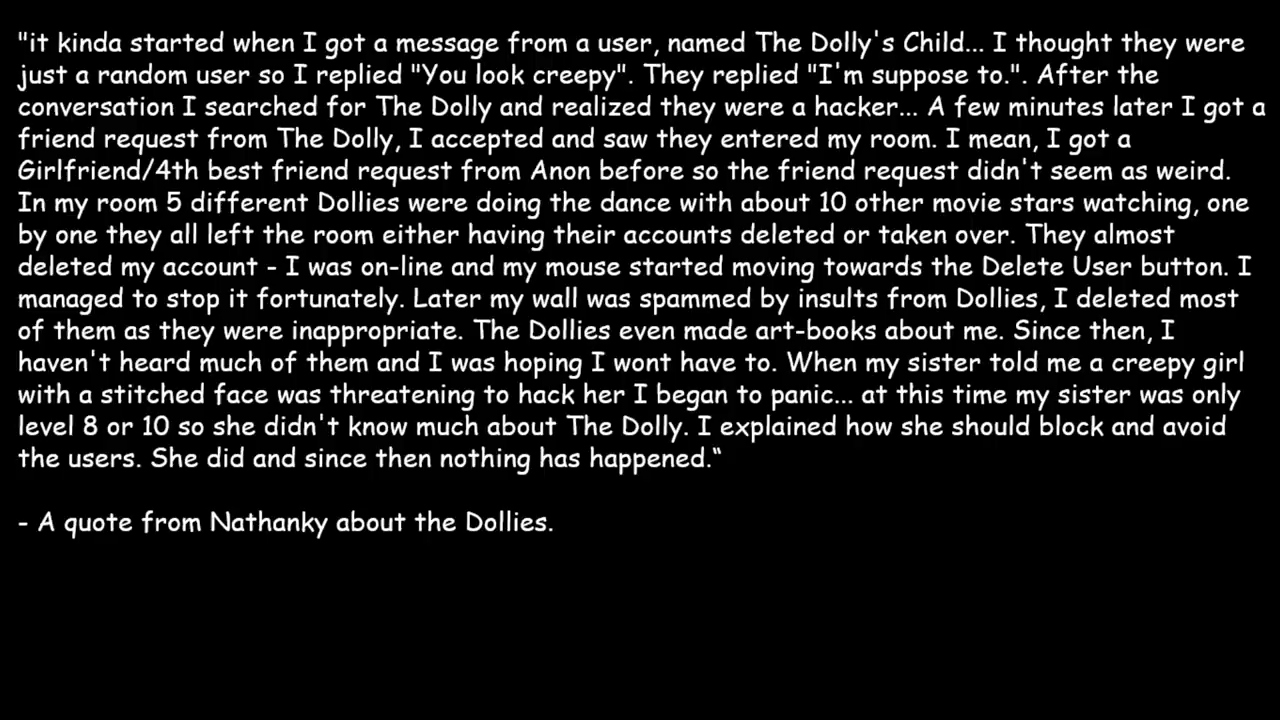 "it kinda started when I got a message from a user, named The Dolly's Child... I thought they were
just a random user so I replied "You look creepy". They replied "I'm suppose to.". After the
conversation I searched for The Dolly and realized they were a hacker... A few minutes later I got a
friend request from The Dolly, I accepted and saw they entered my room. I mean, I got a
Girlfriend/4th best friend request from Anon before so the friend request didn't seem as weird.
In my room 5 different Dollies were doing the dance with about 10 other movie stars watching, one
by one they all left the room either having their accounts deleted or taken over. They almost
deleted my account - I was on-line and my mouse started moving towards the Delete User button. I
managed to stop it fortunately. Later my wall was spammed by insults from Dollies, I deleted most
of them as they were inappropriate. The Dollies even made art-books about me. Since then, I
haven't heard much of them and I was hoping I wont have to. When my sister told me a creepy girl
with a stitched face was threatening to hack her I began to panic... at this time my sister was only
level 8 or 10 so she didn't know much about The Dolly. I explained how she should block and avoid
the users. She did and since then nothing has happened.“
- A quote from Nathanky about the Dollies.